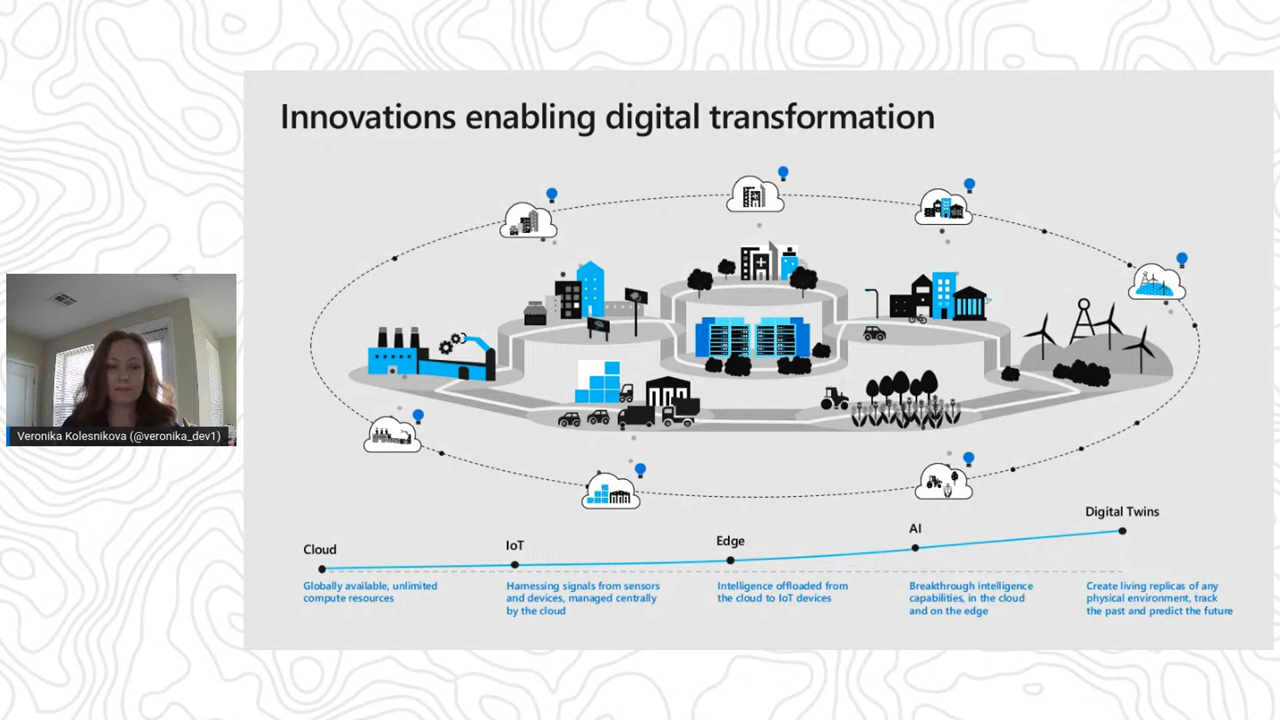 Innovations enabling digital transformation
Veronika Kolesnikova (@veronika_dev1)
Cloud
Globally available, unlimited
compute resources
IoT
Harnessing signals from sensors
and devices, managed centrally
by the cloud
Edge
Intelligence offloaded from
the cloud to IoT devices
AI
Breakthrough intelligence
capabilities, in the cloud
and on the edge
Digital Twins
Create living replicas of any
physical environment, track
the past and predict the future